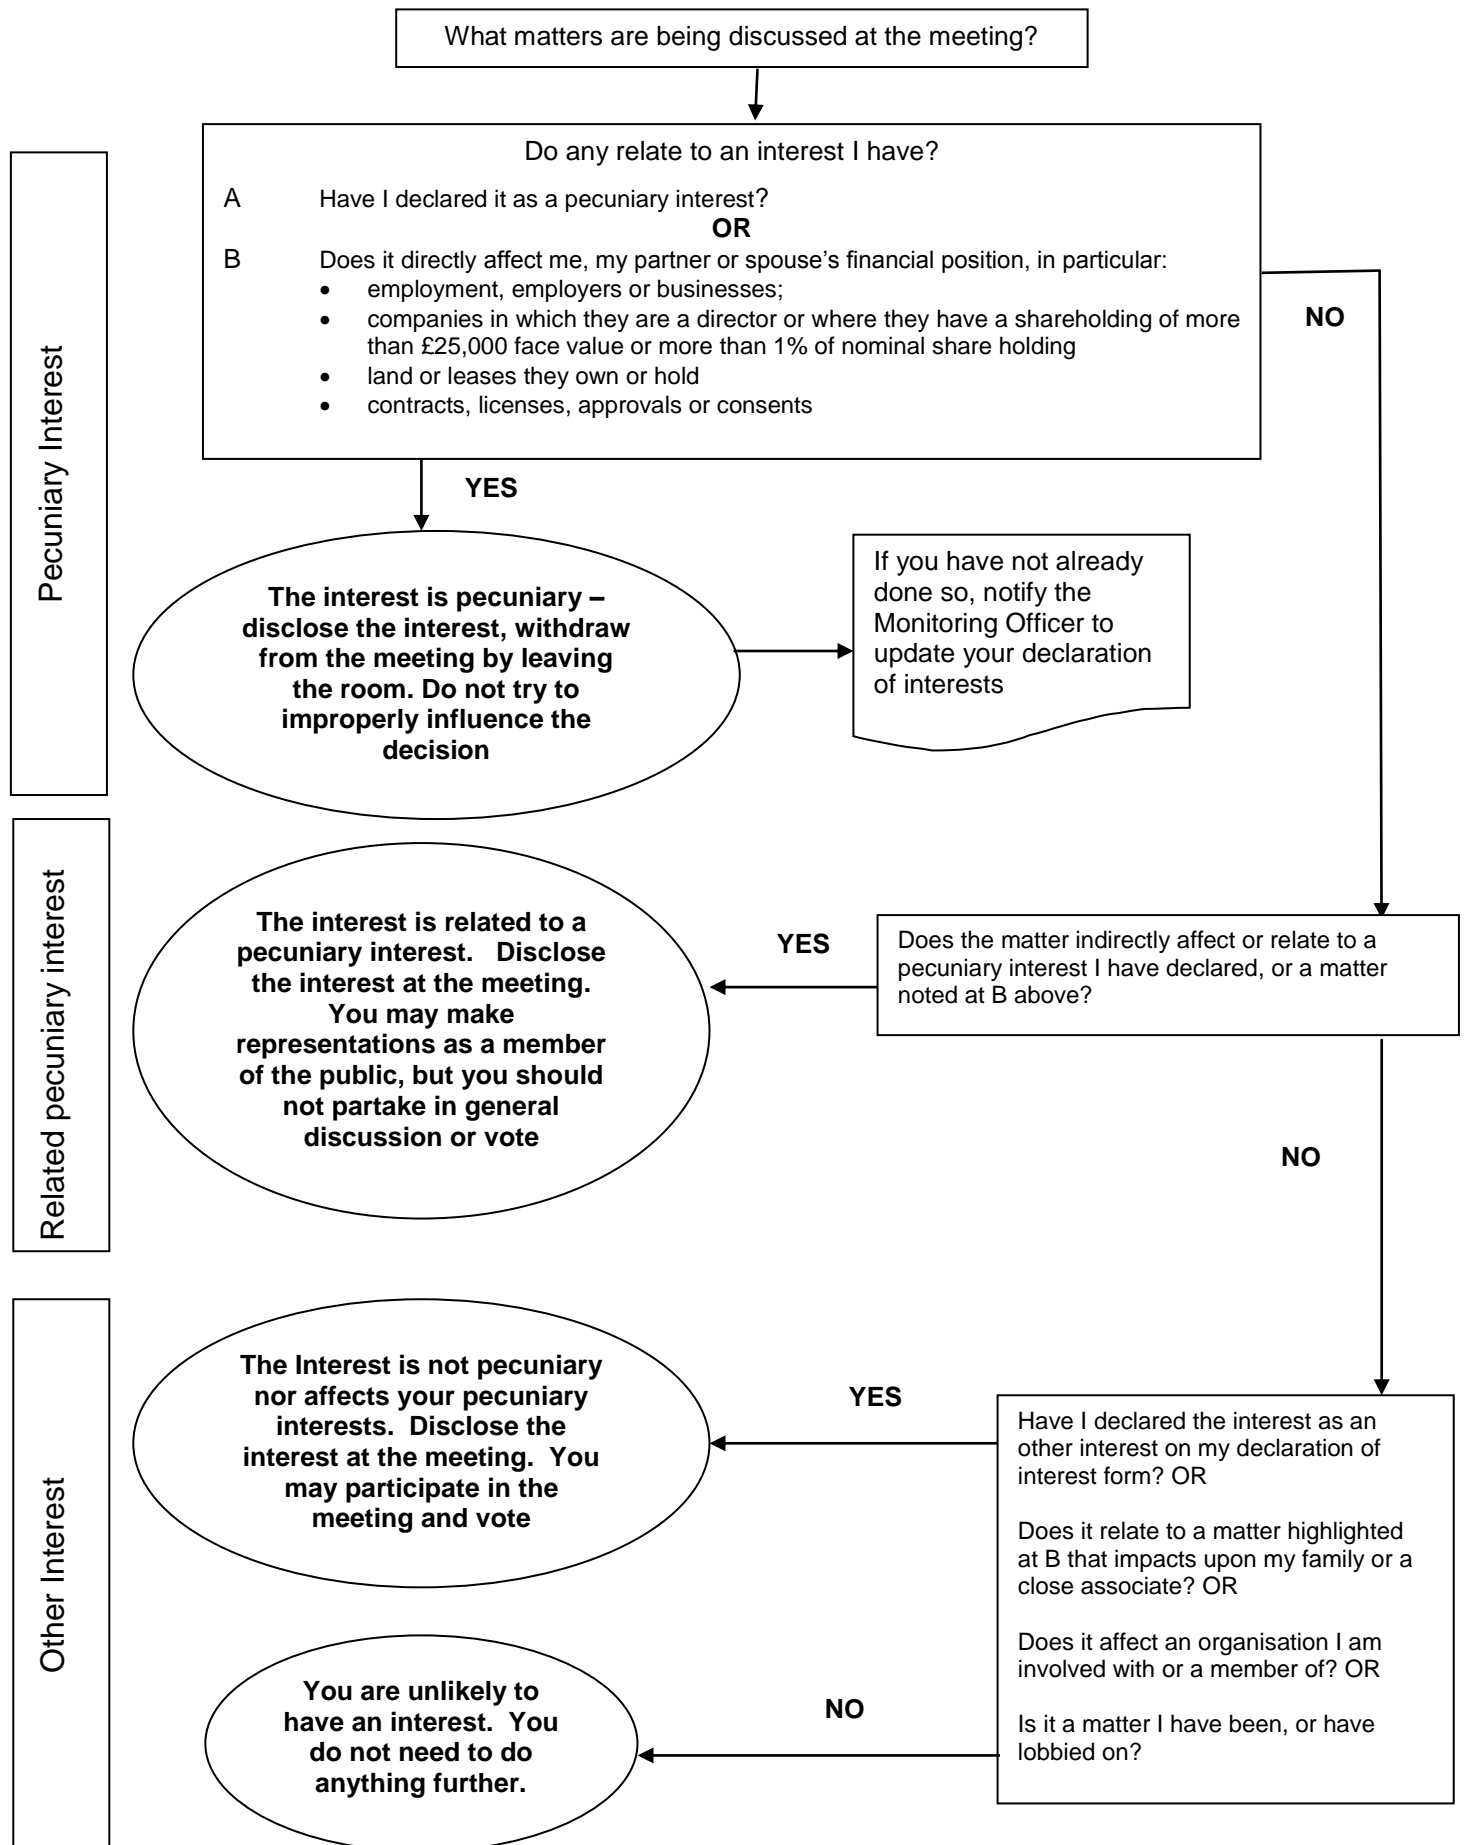 What matters are being discussed at the meeting?
Do any relate to an interest I have?
A Have I declared it as a pecuniary interest?
OR
B Does it directly affect me, my partner or spouse's financial position, in particular:
• employment, employers or businesses;
• companies in which they are a director or where they have a shareholding of more
than £25,000 face value or more than 1% of nominal share holding
• land or leases they own or hold
• contracts, licenses, approvals or consents
NO
Pecuniary Interest
YES
The interest is pecuniary –
disclose the interest, withdraw
from the meeting by leaving
the room. Do not try to
improperly influence the
decision
If you have not already
done so, notify the
Monitoring Officer to
update your declaration
of interests
Related pecuniary interest
The interest is related to a
pecuniary interest. Disclose
the interest at the meeting.
You may make
representations as a member
of the public, but you should
not partake in general
discussion or vote
YES
Does the matter indirectly affect or relate to a
pecuniary interest I have declared, or a matter
noted at B above?
NO
Other Interest
The Interest is not pecuniary
nor affects your pecuniary
interests. Disclose the
interest at the meeting. You
may participate in the
meeting and vote
YES
Have I declared the interest as an
other interest on my declaration of
interest form? OR
Does it relate to a matter highlighted
at B that impacts upon my family or a
close associate? OR
Does it affect an organisation I am
involved with or a member of? OR
Is it a matter I have been, or have
lobbied on?
NO
You are unlikely to
have an interest. You
do not need to do
anything further.